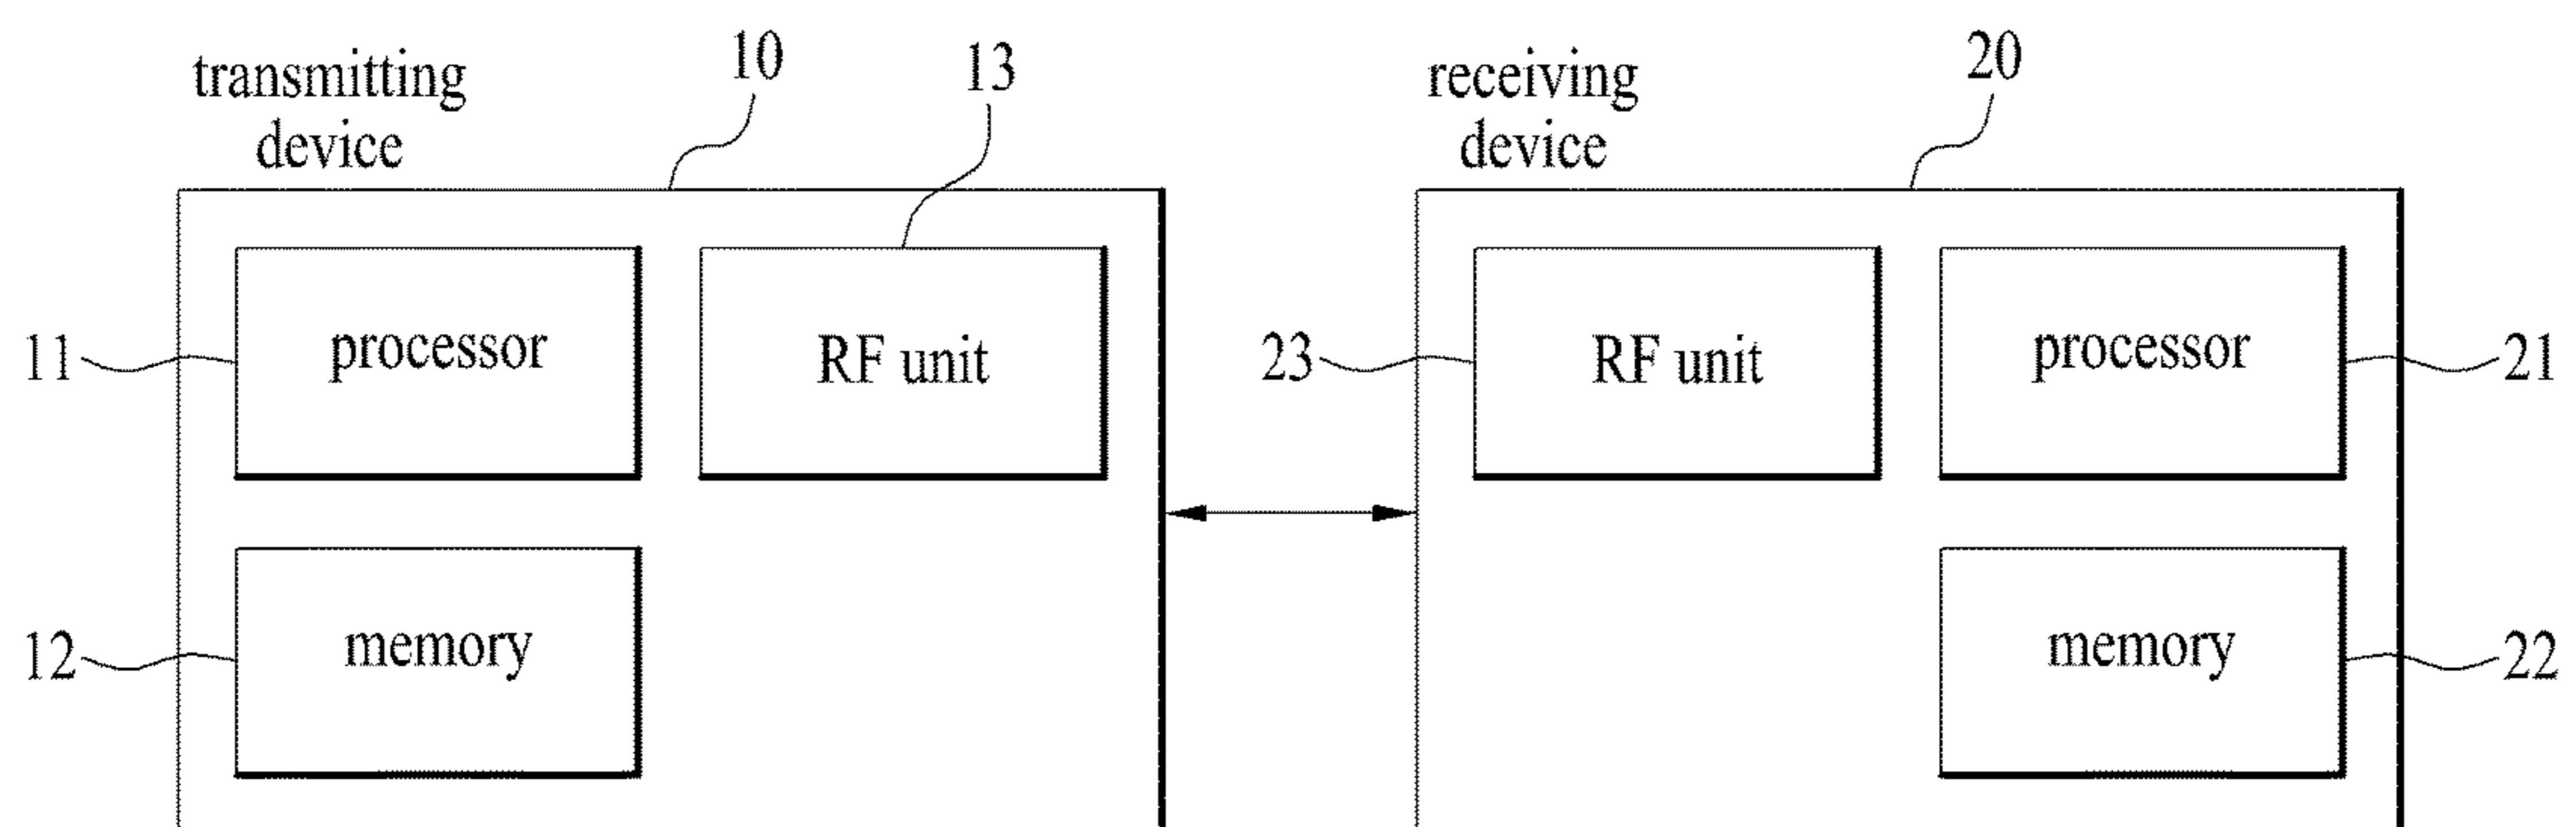 transmitting
device
10
13
receiving
device
20
11
processor
RF unit
23
RF unit
processor
21
12
memory
memory
22